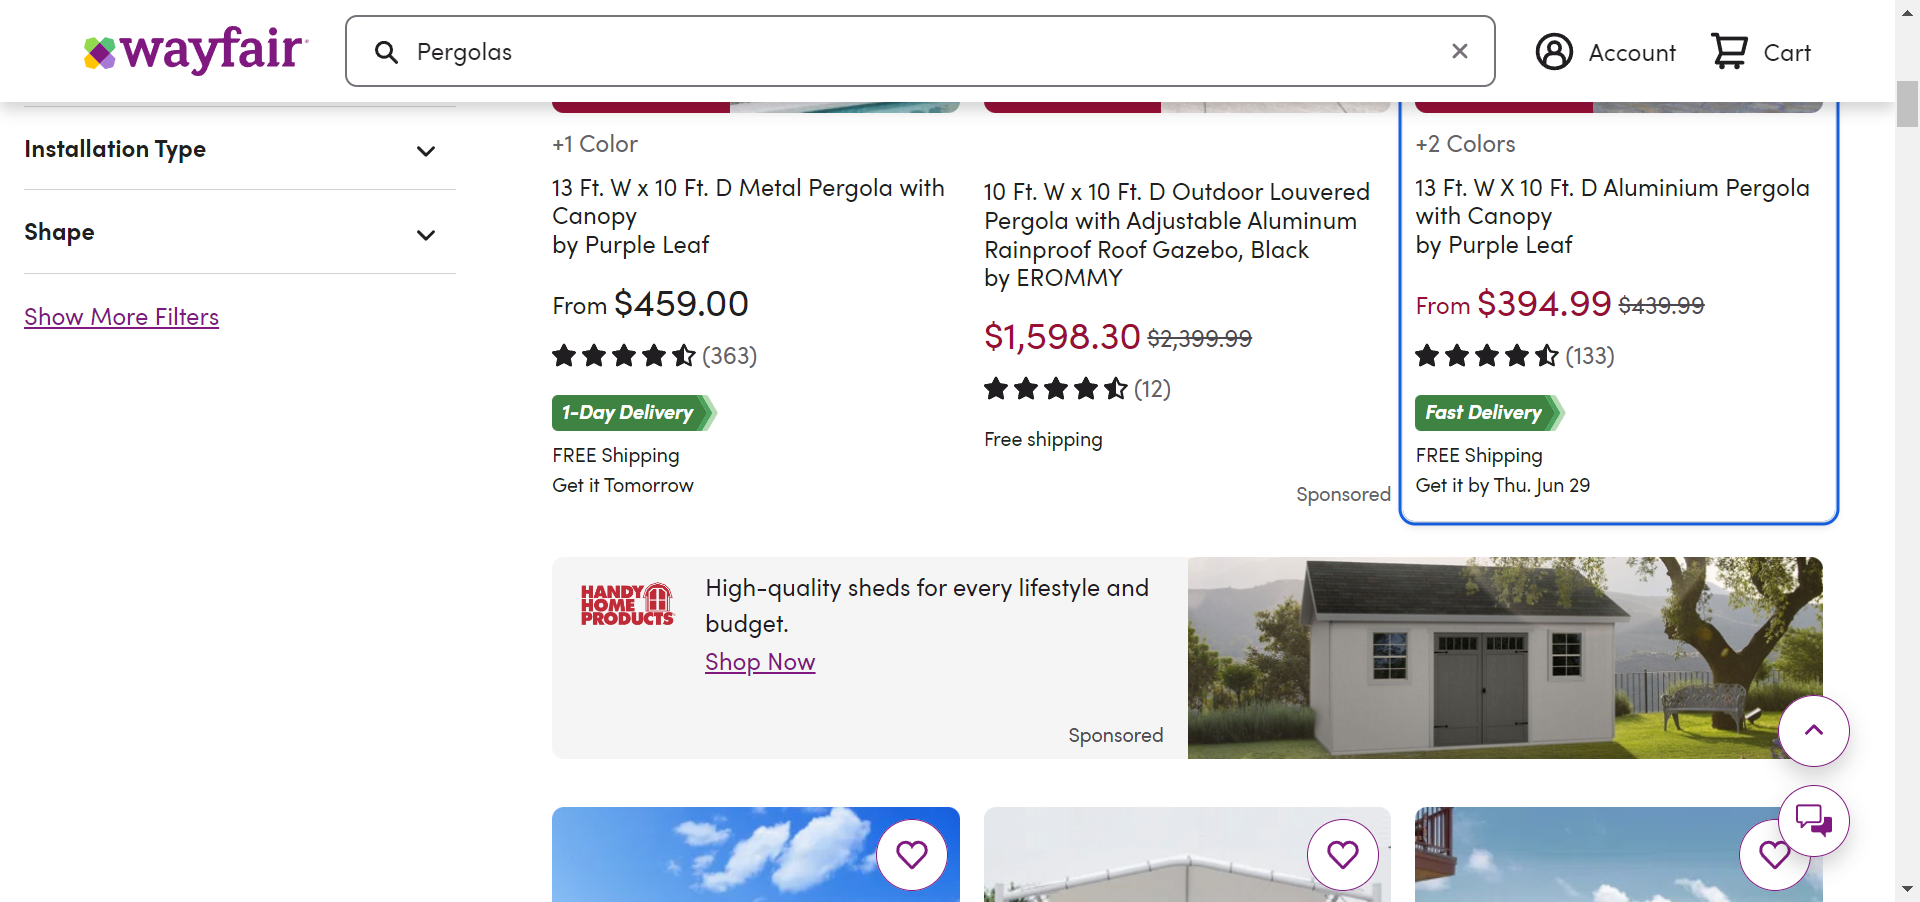 wayfair
Pergolas
Account
Cart
Installation Type
Shape
Show More Filters
+1 Color
13 Ft. W x 10 Ft. D Metal Pergola with
Canopy
by Purple Leaf
From $459.00
(363)
1-Day Delivery
FREE Shipping
Get it Tomorrow
10 Ft. W x 10 Ft. D Outdoor Louvered
Pergola with Adjustable Aluminum
Rainproof Roof Gazebo, Black
by EROMMY
$1,598.30 $2,399.99
(12)
Free shipping
Sponsored
+2 Colors
13 Ft. W X 10 Ft. D Aluminium Pergola
with Canopy
by Purple Leaf
From $394.99 $439.99
(133)
Fast Delivery
FREE Shipping
Get it by Thu. Jun 29
HANDY
HOME
PRODUCTS
High-quality sheds for every lifestyle and
budget.
Shop Now
Sponsored